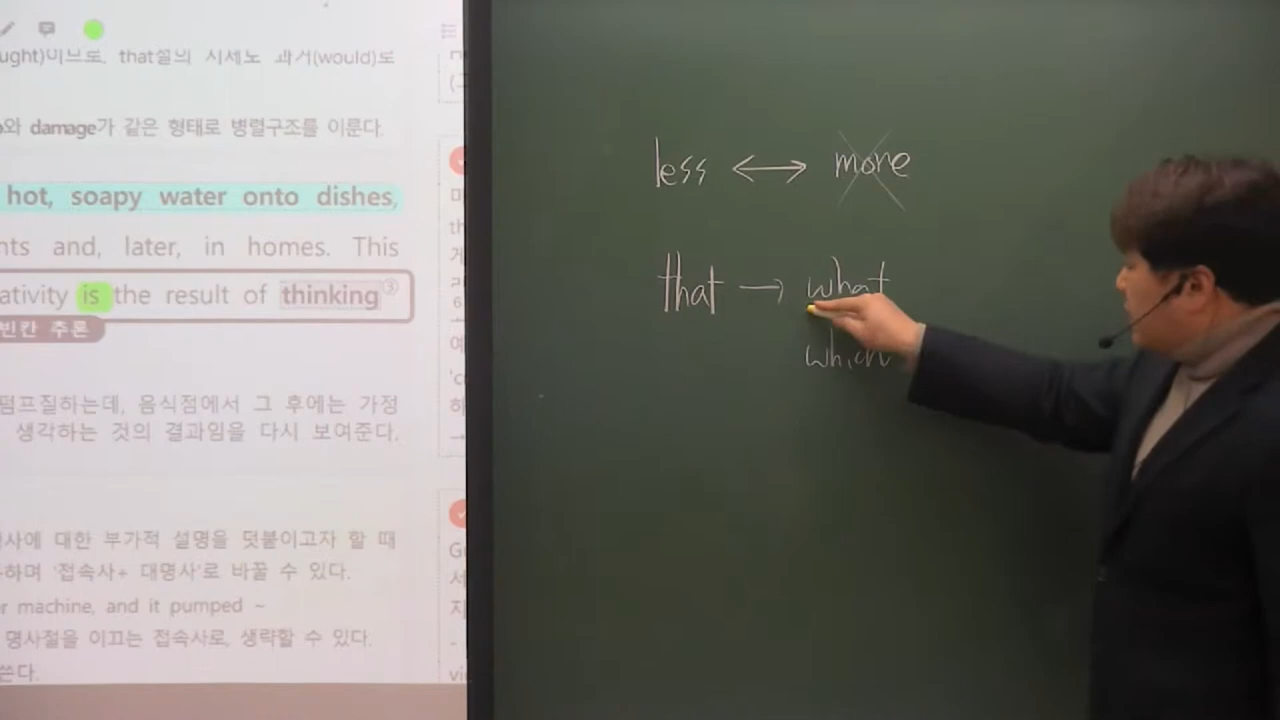 ught)이므로, that절의 시제도 과거(would)로
와 damage가 같은 형태로 병렬구조를 이룬다.
hot, soapy water onto dishes,
nts and, later, in homes. This
ativity is the result of thinking ③
빈칸 추론
펌프질하는데, 음식점에서 그 후에는 가정
생각하는 것의 결과임을 다시 보여준다.
사에 대한 부가적 설명을 덧붙이고자 할 때
하며 '접속사+ 대명사'로 바꿀 수 있다.
r machine, and it pumped ~
명사절을 이끄는 접속사로, 생략할 수 있다.
쓴다.
less ↔ more
that → what
which